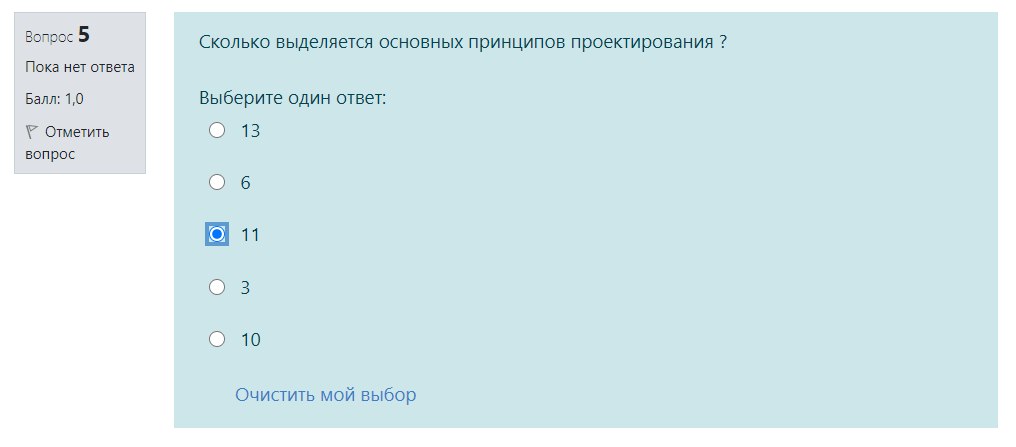 Вопрос 5
Пока нет ответа
Балл: 1,0
Отметить
вопрос
Сколько выделяется основных принципов проектирования ?
Выберите один ответ:
13
6
11
3
10
Очистить мой выбор